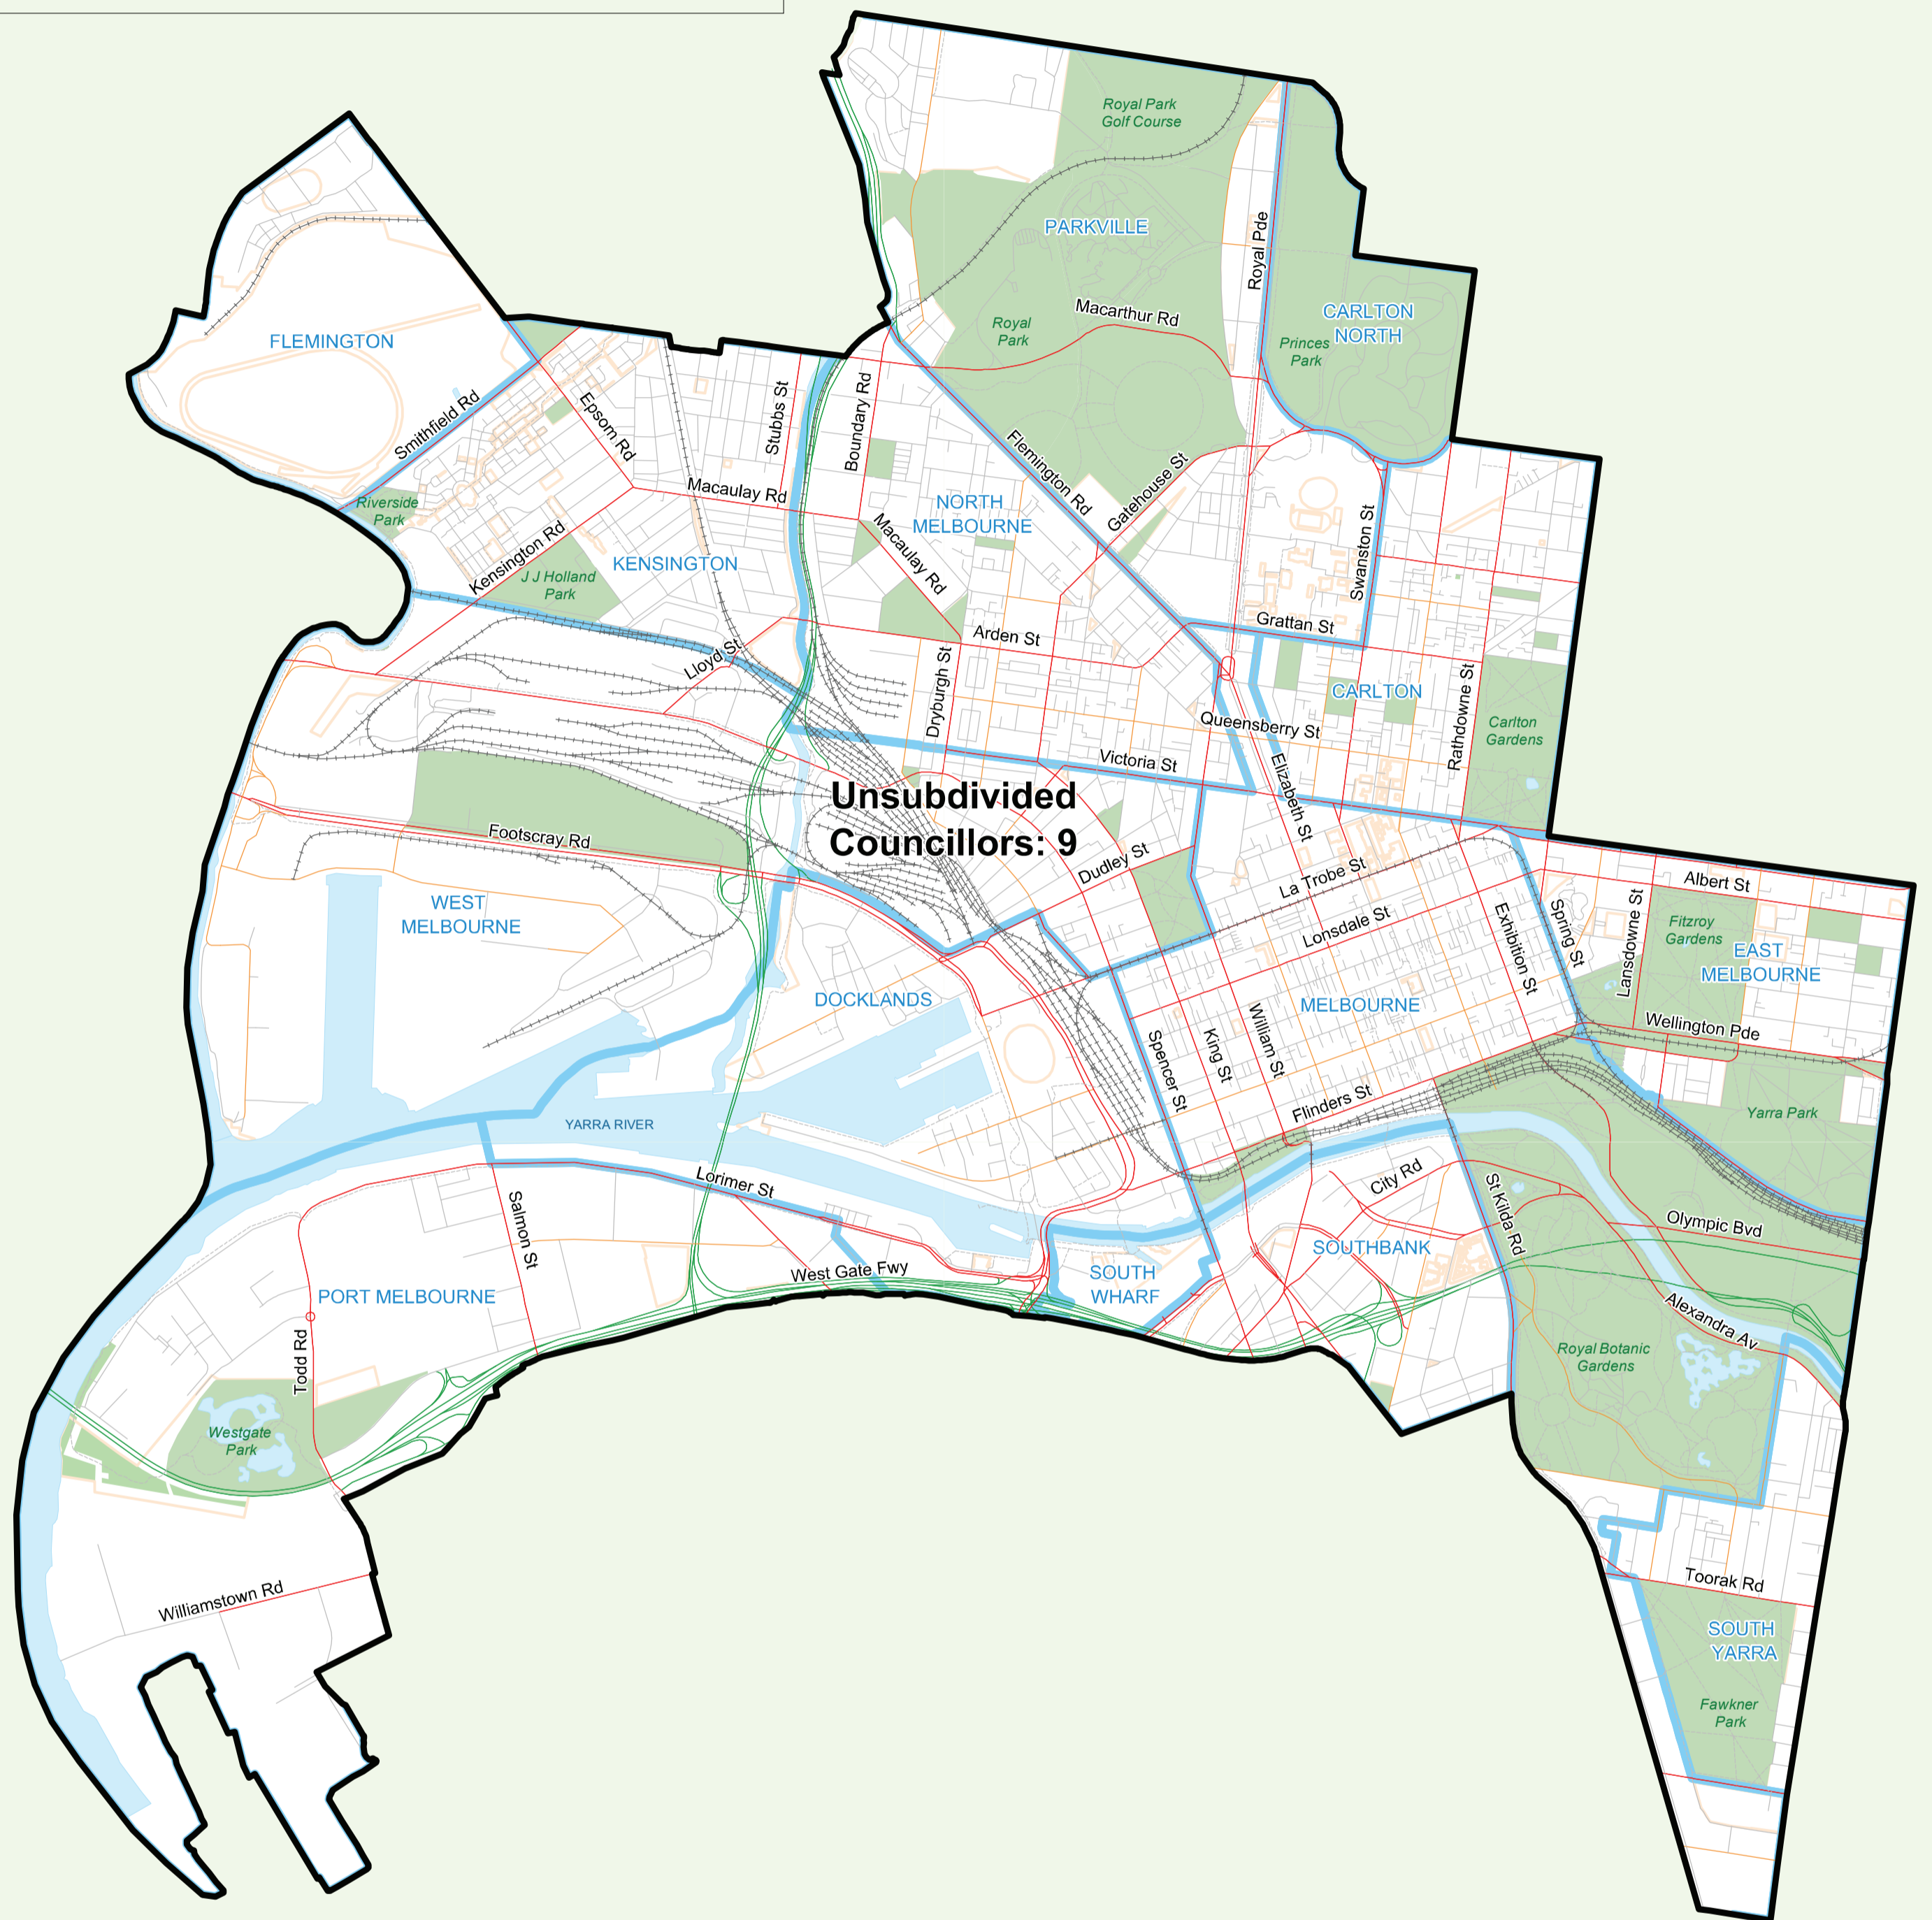 Royal Park
Golf Course
PARKVILLE
Royal Pde
CARLTON
NORTH
Macarthur Rd
Royal
Park
Princes
Park
FLEMINGTON
Smithfield Rd
Epsom Rd
Stubbs St
Boundary Rd
Flemington Rd
Gatehouse St
Macaulay Rd
NORTH
MELBOURNE
Riverside
Park
Kensington Rd
Macaulay Rd
Swanston St
KENSINGTON
J J Holland
Park
Grattan St
Arden St
Lloyd St
Dryburgh St
CARLTON
Rathdowne St
Queensberry St
Carlton
Gardens
Victoria St
Elizabeth St
Unsubdivided
Councillors: 9
Footscray Rd
Dudley St
La Trobe St
Albert St
WEST
MELBOURNE
Lonsdale St
Exhibition St
Spring St
Lansdowne St
Fitzroy
Gardens
EAST
MELBOURNE
DOCKLANDS
MELBOURNE
Wellington Pde
Spencer St
King St
William St
Flinders St
YARRA RIVER
Yarra Park
Lorimer St
City Rd
St Kilda Rd
Salmon St
Olympic Bvd
SOUTHBANK
West Gate Fwy
SOUTH
WHARF
PORT MELBOURNE
Alexandra Av
Todd Rd
Royal Botanic
Gardens
Westgate
Park
Williamstown Rd
Toorak Rd
SOUTH
YARRA
Fawkner
Park